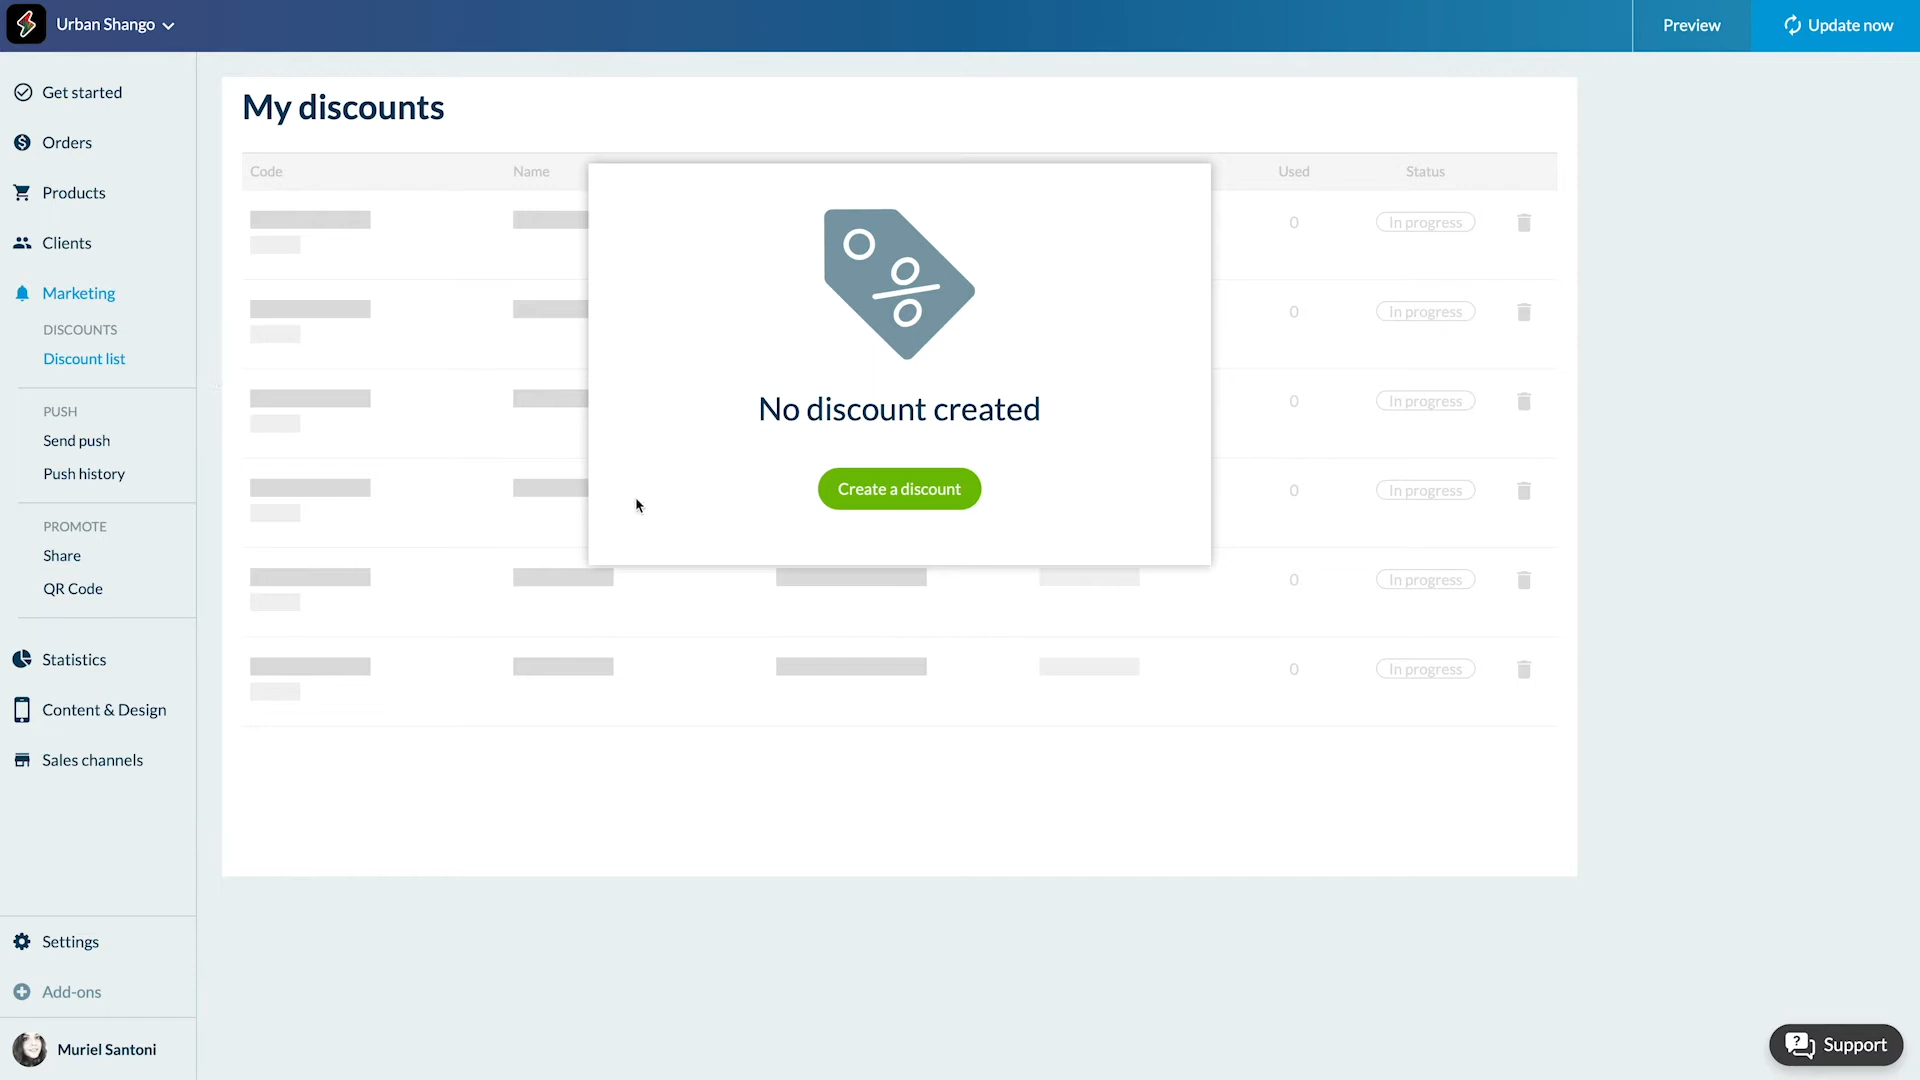 Urban Shango
Preview
Update now
Get started
Orders
Products
Clients
Marketing
DISCOUNTS
Discount list
PUSH
Send push
Push history
PROMOTE
Share
QR Code
Statistics
Content & Design
Sales channels
Settings
Add-ons
Muriel Santoni
My discounts
Code Name Used Status
0 In progress
0 In progress
0 In progress
0 In progress
0 In progress
0 In progress
No discount created
Create a discount
Support